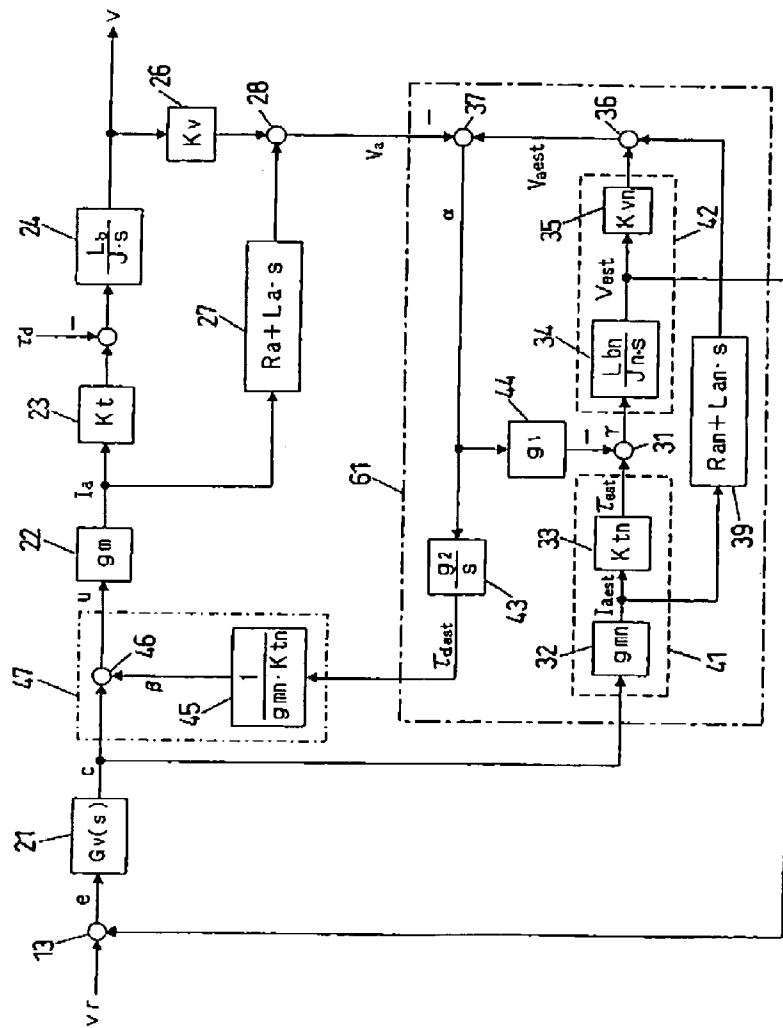 vr
13
e
21
Gv(s)
c
47
46
β
45
1
gmn·Ktn
u
22
gm
Ia
23
Kt
τd
−
24
Lb
J·s
V
26
Kv
27
Ra+La·s
28
Va
61
−
37
α
τdest
43
g2
s
44
g1
−
γ
31
32
gmn
Iaest
33
Ktn
τest
41
34
Lbn
Jn·s
Vest
35
Kvn
42
Vaest
36
Ran+Lan·s
39